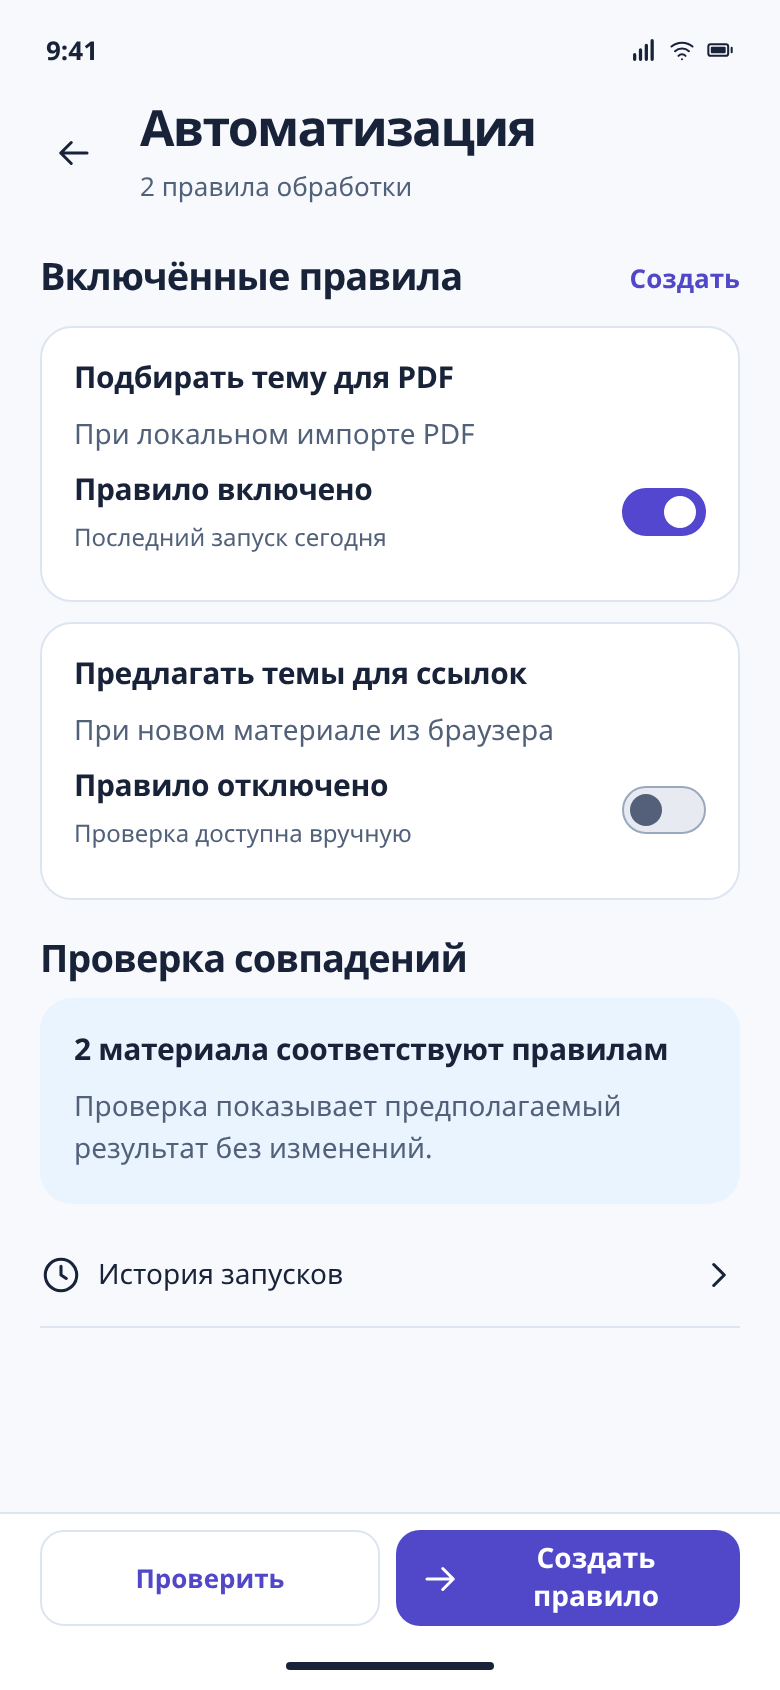 9:41
Автоматизация
2 правила обработки
Включённые правила
Создать
Подбирать тему для PDF
При локальном импорте PDF
Правило включено
Последний запуск сегодня
Предлагать темы для ссылок
При новом материале из браузера
Правило отключено
Проверка доступна вручную
Проверка совпадений
2 материала соответствуют правилам
Проверка показывает предполагаемый
результат без изменений.
История запусков
Проверить
Создать
правило